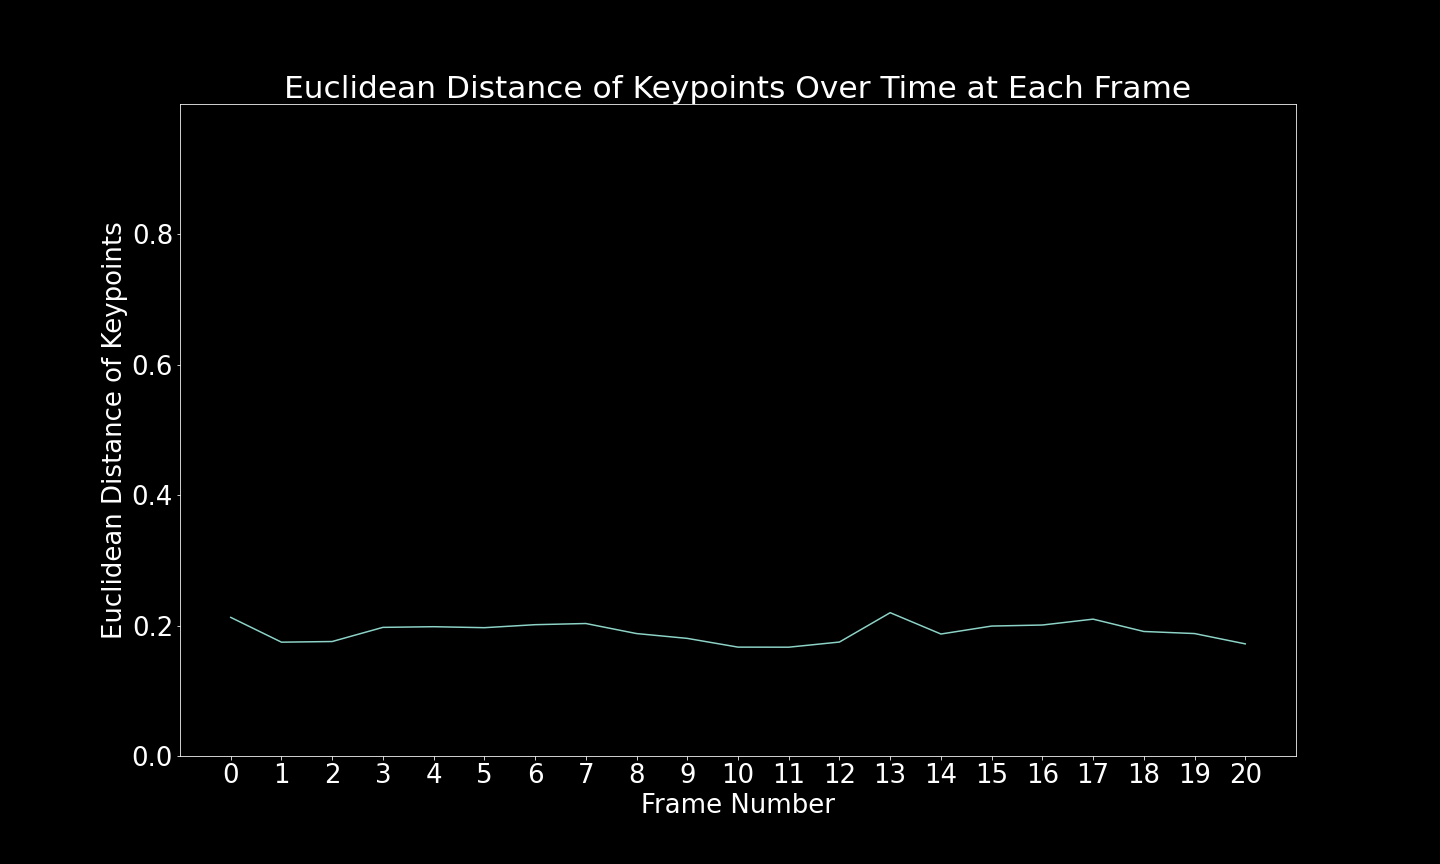 Euclidean Distance of Keypoints Over Time at Each Frame
Euclidean Distance of Keypoints
0.8
0.6
0.4
0.2
0.0
0 1 2 3 4 5 6 7 8 9 10 11 12 13 14 15 16 17 18 19 20
Frame Number